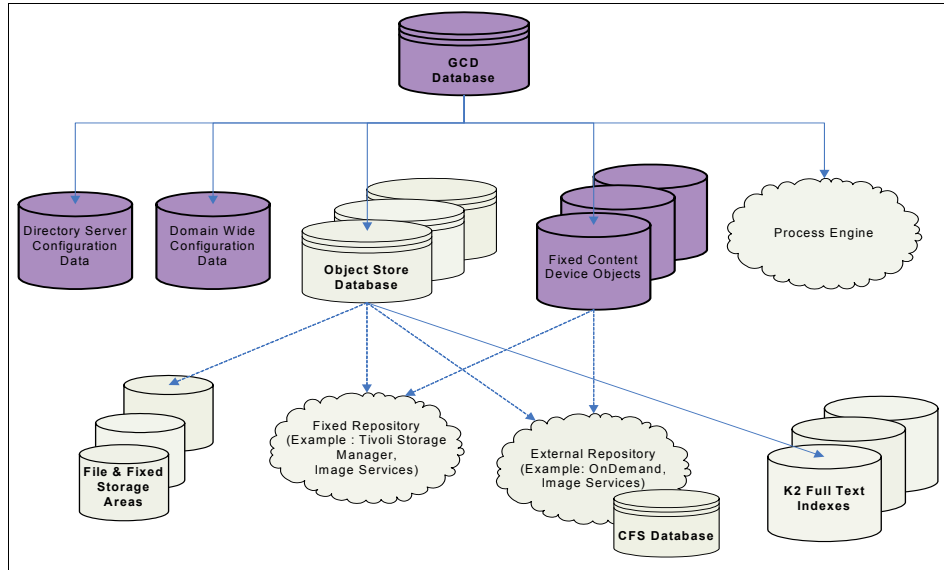 GCD
Database
Directory Server
Configuration
Data
Domain Wide
Configuration
Data
Object Store
Database
Fixed Content
Device Objects
Process Engine
File & Fixed
Storage
Areas
Fixed Repository
(Example : Tivoli Storage
Manager,
Image Services)
External Repository
(Example: OnDemand,
Image Services)
CFS Database
K2 Full Text
Indexes